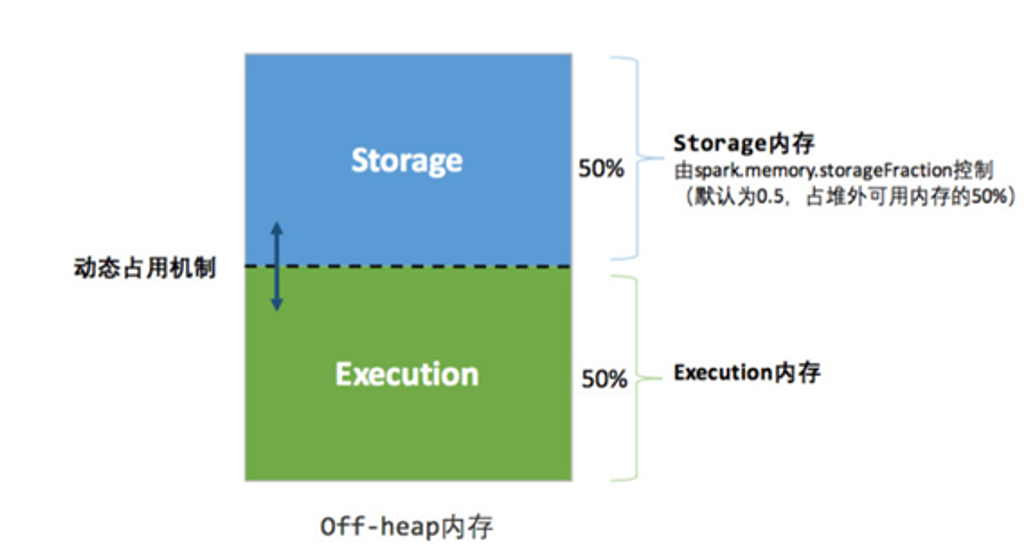 Storage
50%
Storage内存
由spark.memory.storageFraction控制
（默认为0.5，占堆外可用内存的50%）
动态占用机制
Execution
50%
Execution内存
Off-heap内存